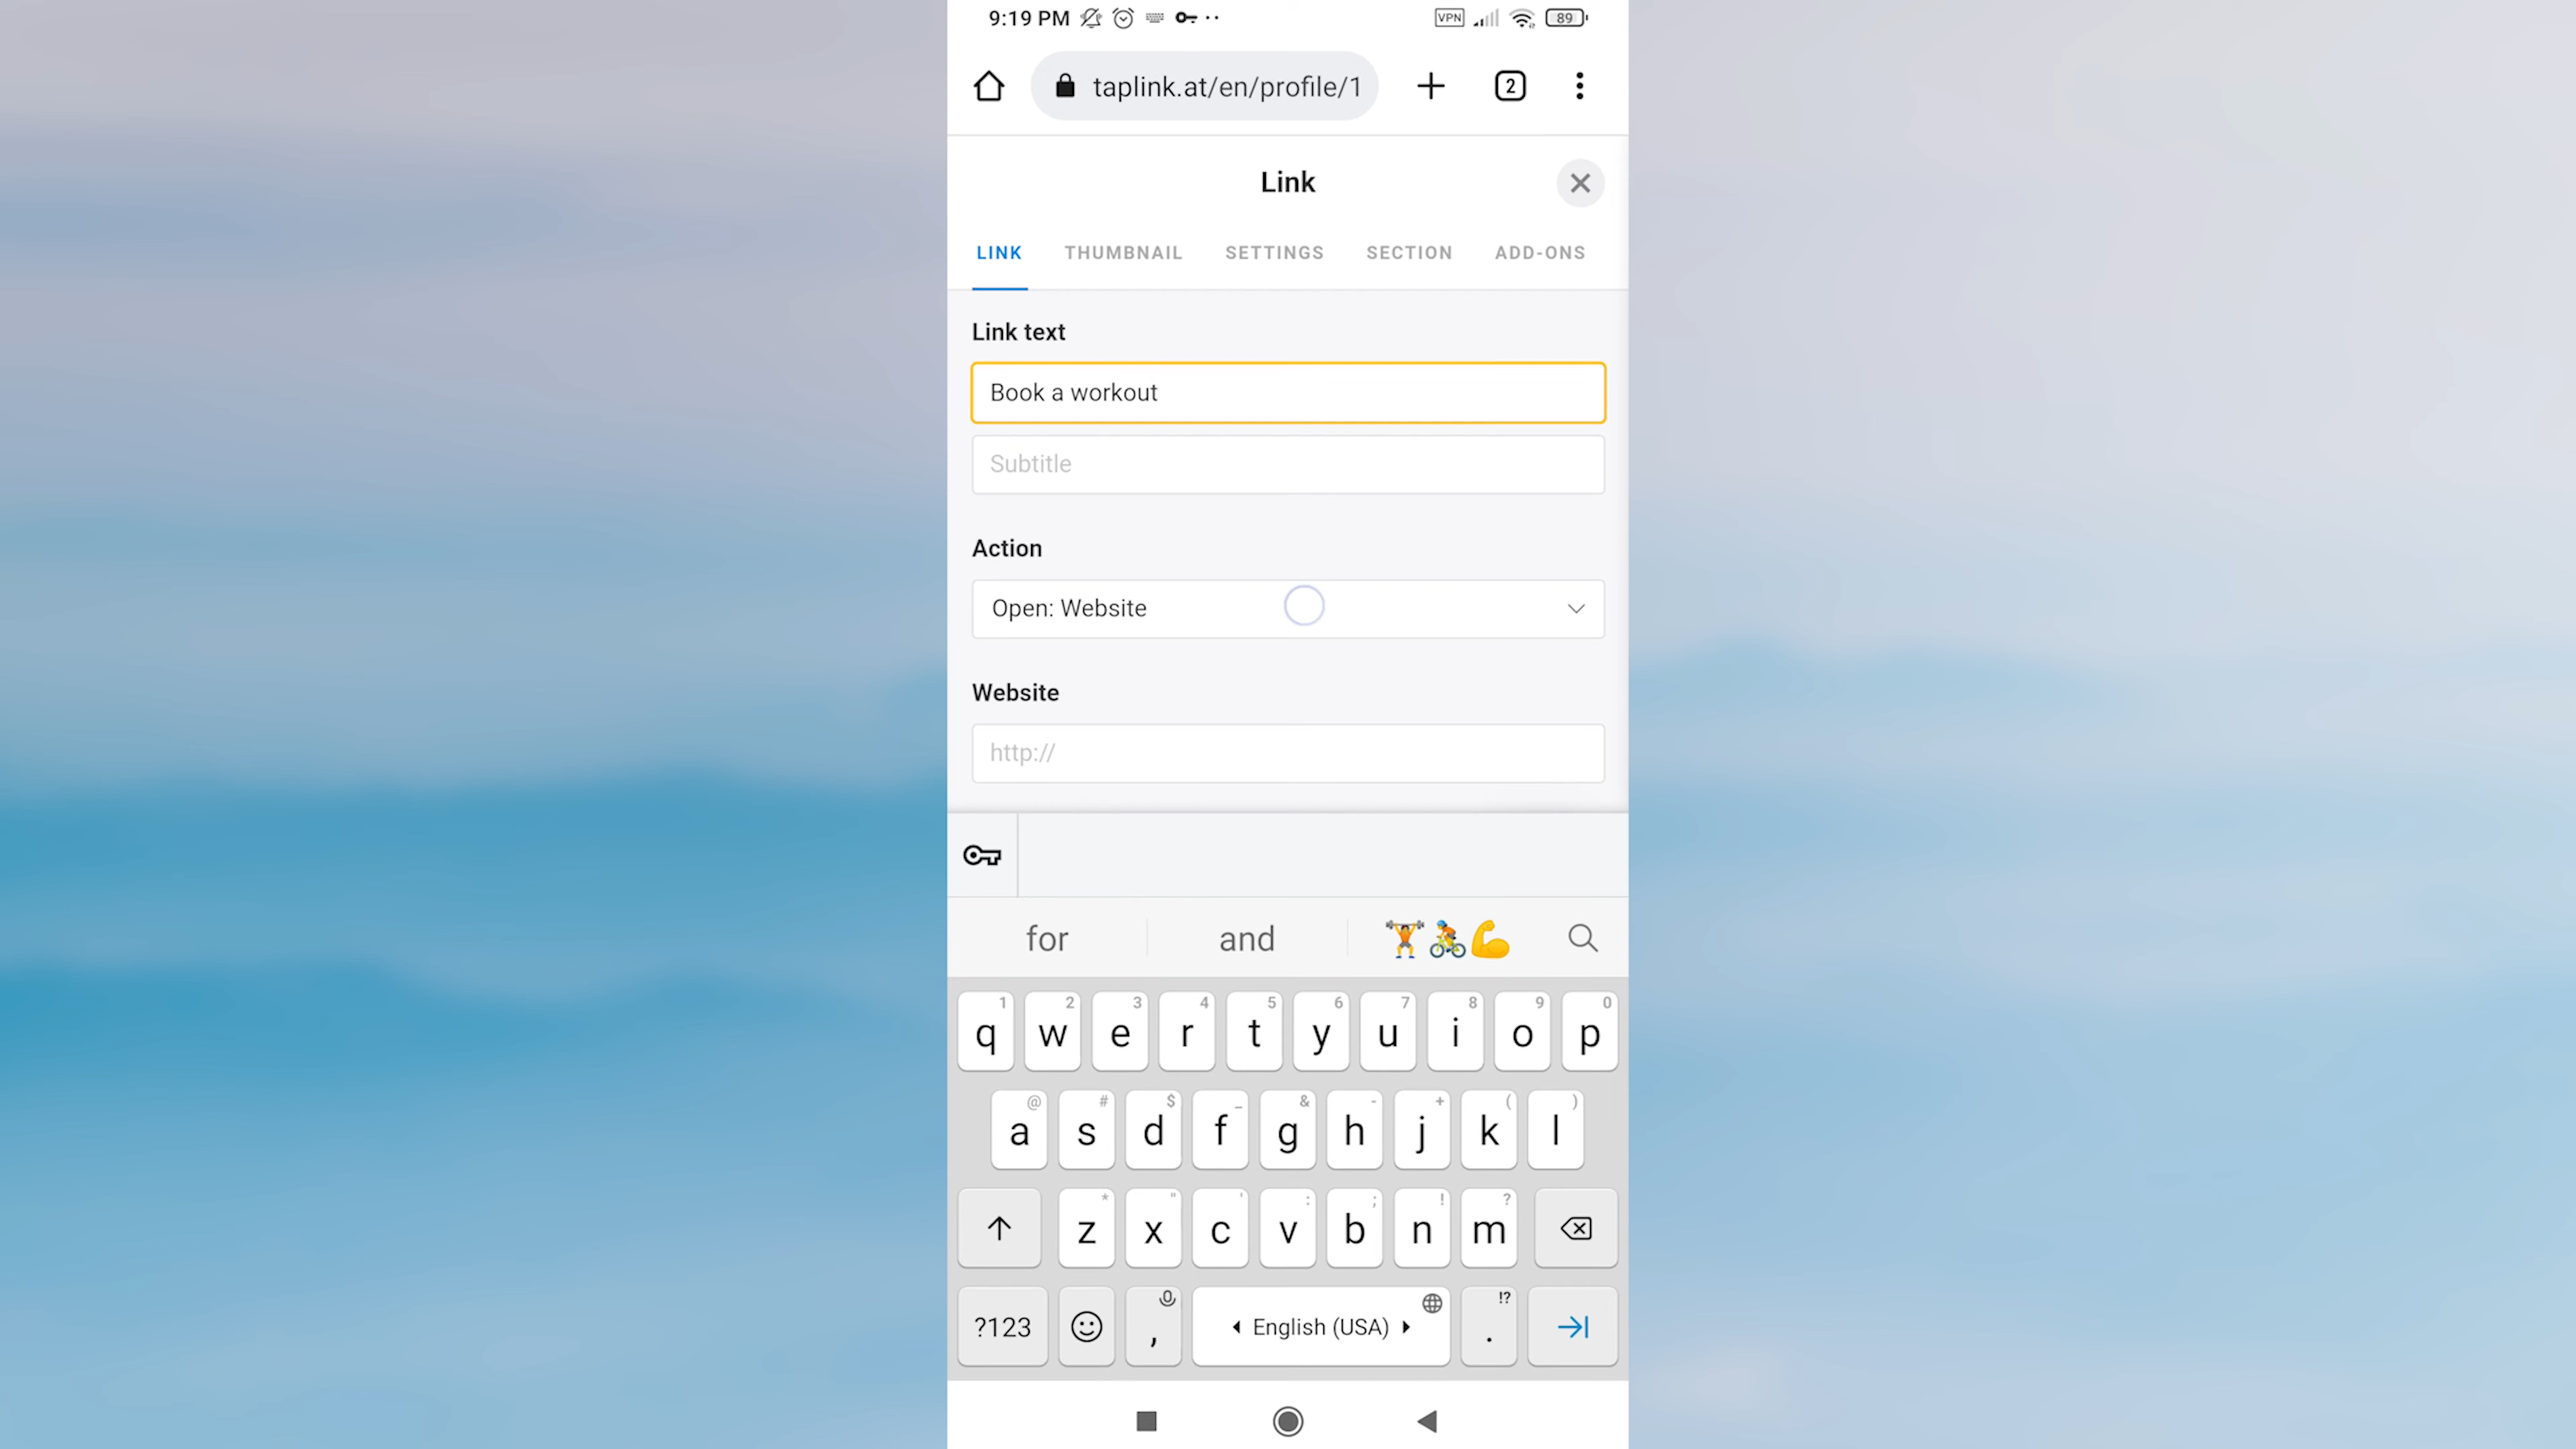 9:19 PM VPN 89
taplink.at/en/profile/1 2
Link
LINK THUMBNAIL SETTINGS SECTION ADD-ONS
Link text
Book a workout
Subtitle
Action
Open: Website
Website
http://
for and
1 2 3 4 5 6 7 8 9 0
q w e r t y u i o p
@ # $ _ & - + ( )
a s d f g h j k l
* " ' : ; ! ?
z x c v b n m
!?
?123 , English (USA) .